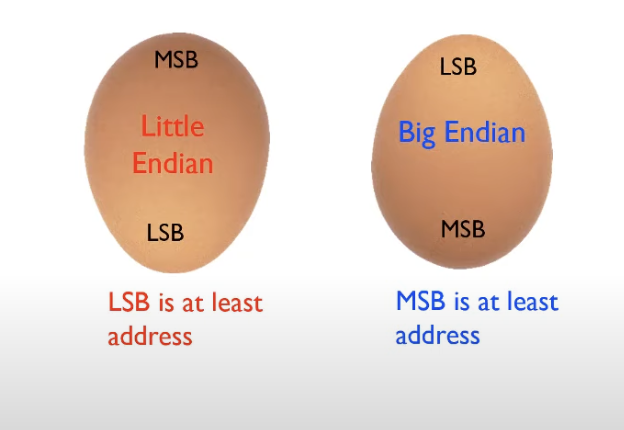 MSB
Little
Endian
LSB
LSB is at least
address
LSB
Big Endian
MSB
MSB is at least
address